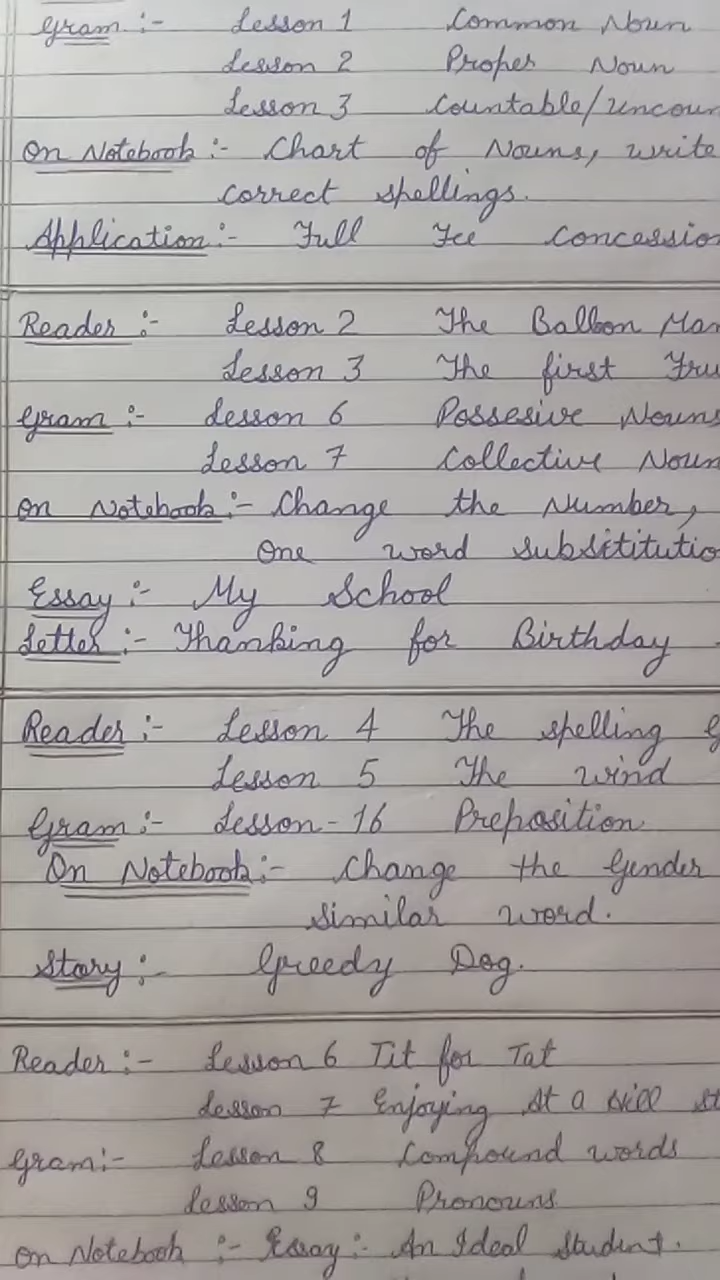 Gram :- Lesson 1 Common Noun
Lesson 2 Proper Noun
Lesson 3 Countable/uncoun
On Notebook :- Chart of Nouns, write
correct spellings.
Application :- Full Fee concession
Reader :- Lesson 2 The Balloon Man
Lesson 3 The first
Gram :- Lesson 6 Possesive Nouns
Lesson 7 Collective Noun
On Notebook :- Change the Number,
One word substitutio
Essay :- My School
Letter :- Thanking for Birthday
Reader :- Lesson 4 The spelling
Lesson 5 The wind
Gram :- Lesson-16 Preposition
On Notebook :- Change the Gender
similar word.
Story :- Greedy Dog.
Reader :- Lesson 6 Tit for Tat
Lesson 7 Enjoying At a
Gram :- Lesson 8 Compound words
Lesson 9 Pronouns
On Notebook :- Essay :- An Ideal Student.